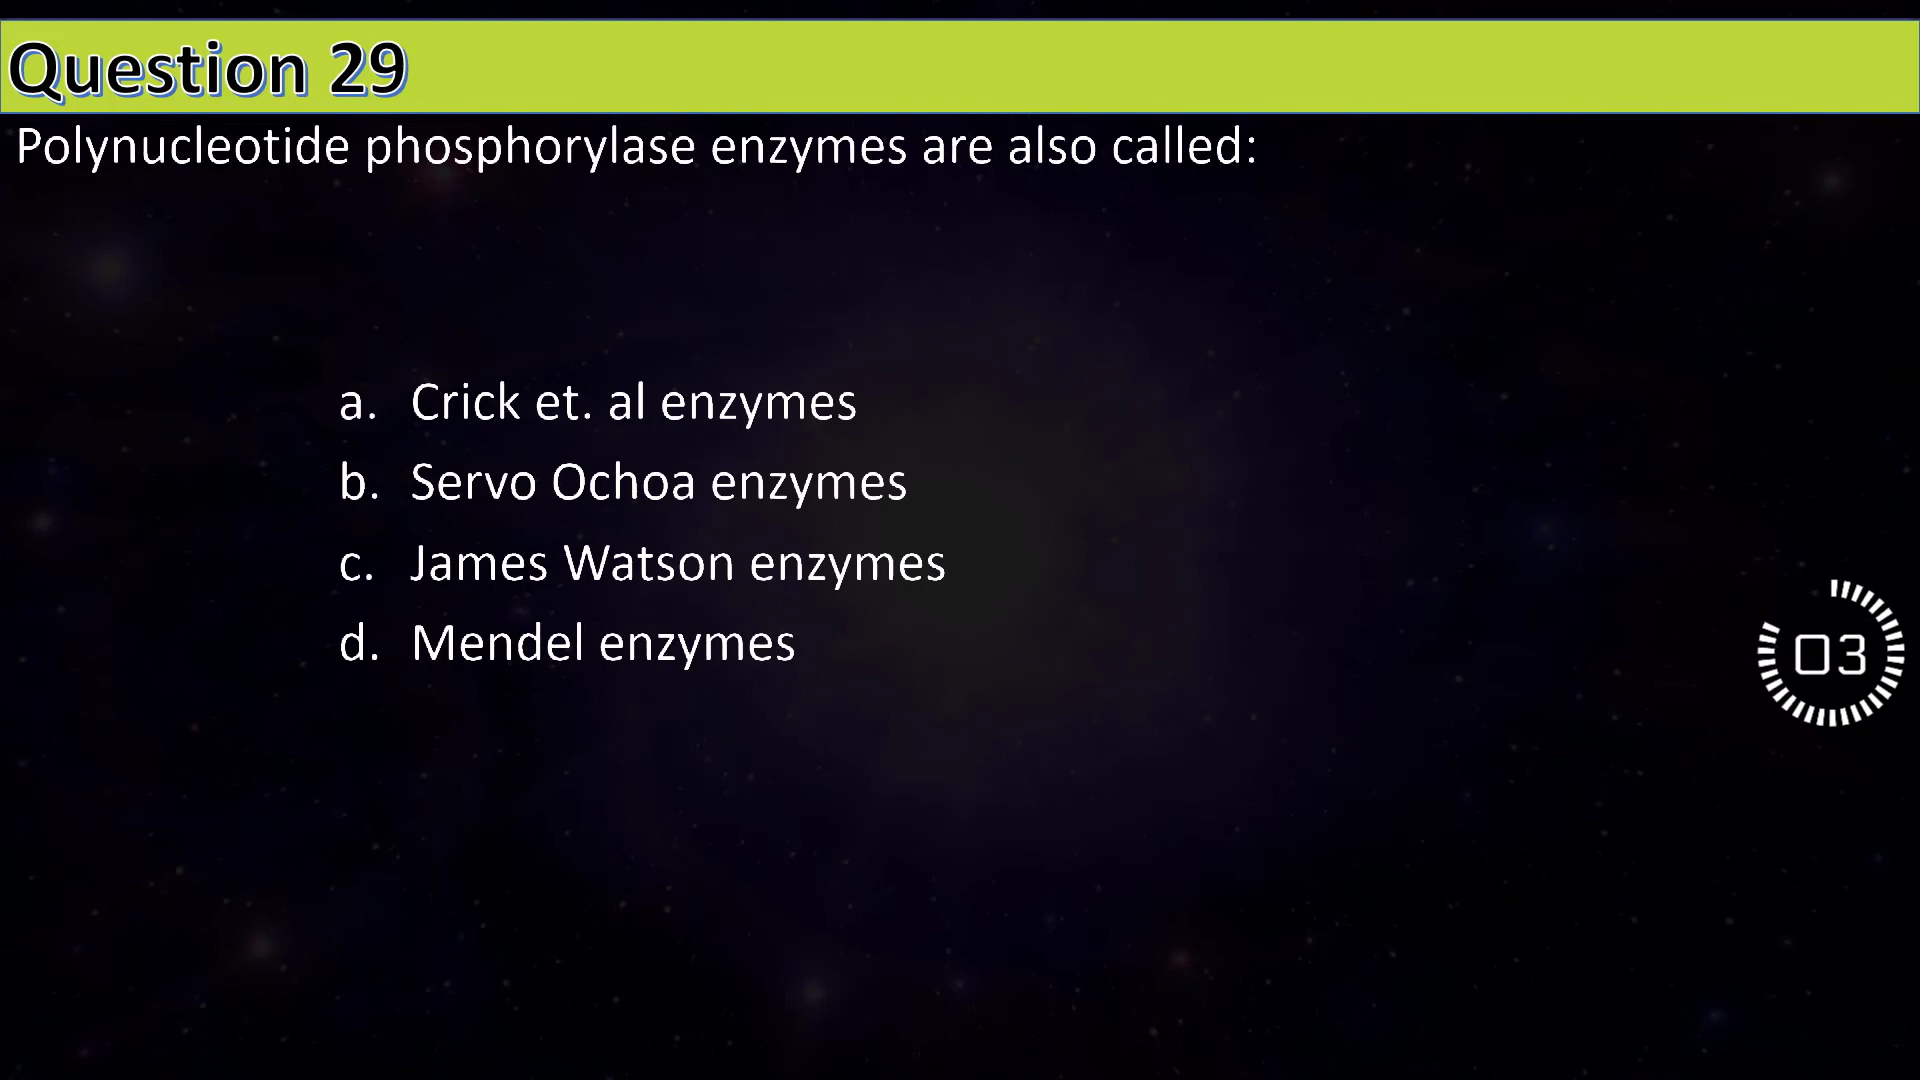 Question 29
Polynucleotide phosphorylase enzymes are also called:
a. Crick et. al enzymes
b. Servo Ochoa enzymes
c. James Watson enzymes
d. Mendel enzymes
03